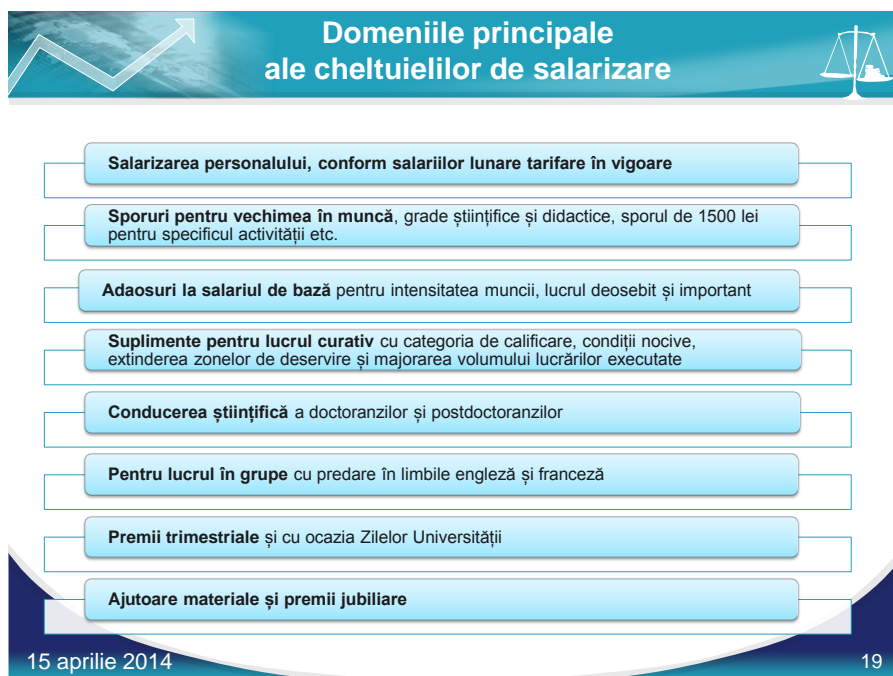 Domeniile principale
ale cheltuielilor de salarizare
Salarizarea personalului, conform salariilor lunare tarifare în vigoare
Sporuri pentru vechimea în muncă, grade științifice și didactice, sporul de 1500 lei
pentru specificul activității etc.
Adaosuri la salariul de bază pentru intensitatea muncii, lucrul deosebit și important
Suplimente pentru lucrul curativ cu categoria de calificare, condiții nocive,
extinderea zonelor de deservire și majorarea volumului lucrărilor executate
Conducerea științifică a doctoranzilor și postdoctoranzilor
Pentru lucrul în grupe cu predare în limbile engleză și franceză
Premii trimestriale și cu ocazia Zilelor Universității
Ajutoare materiale și premii jubiliare
15 aprilie 2014
19